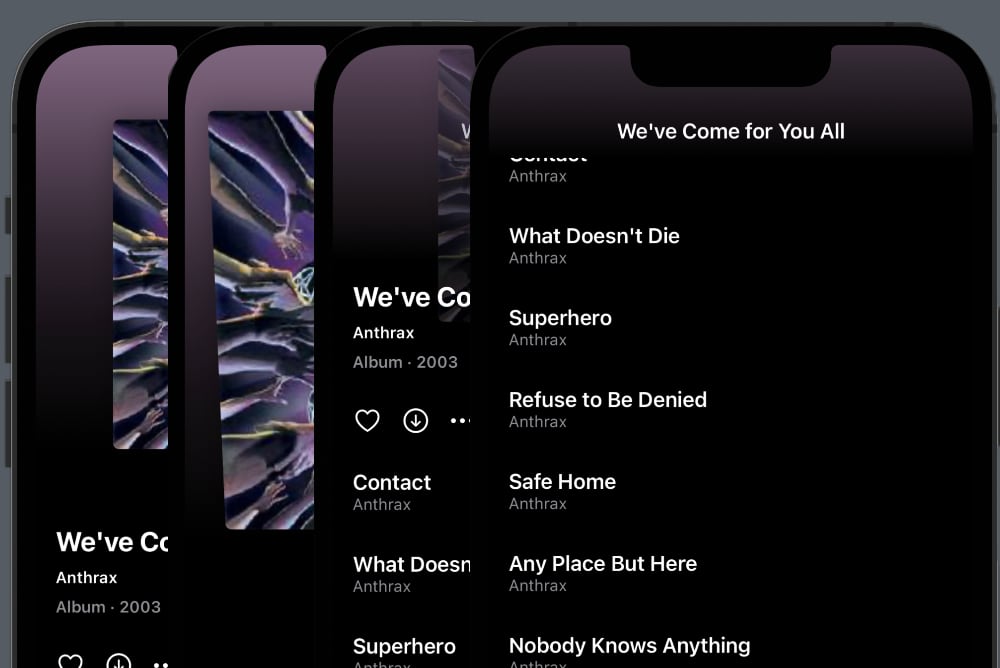 We've Co
Anthrax
Album · 2003
We've Co
Anthrax
Album · 2003
Contact
Anthrax
What Doesn
Anthrax
Superhero
Anthrax
We've Come for You All
Contact
Anthrax
What Doesn't Die
Anthrax
Superhero
Anthrax
Refuse to Be Denied
Anthrax
Safe Home
Anthrax
Any Place But Here
Anthrax
Nobody Knows Anything
Anthrax